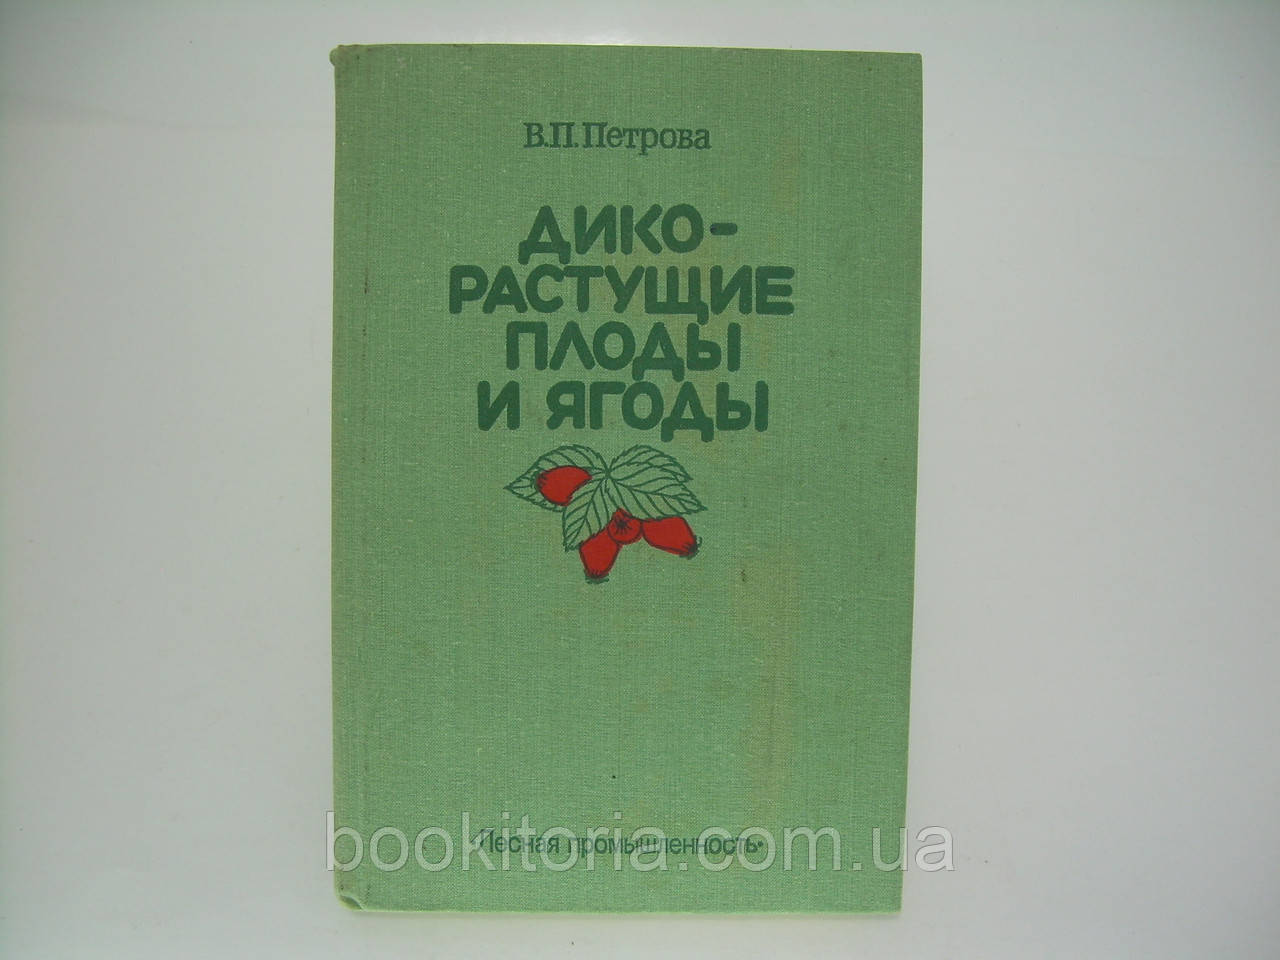 В.П.Петрова
ДИКО-
РАСТУЩИЕ
ПЛОДЫ
И ЯГОДЫ
«Лесная промышленность»
bookitoria.com.ua